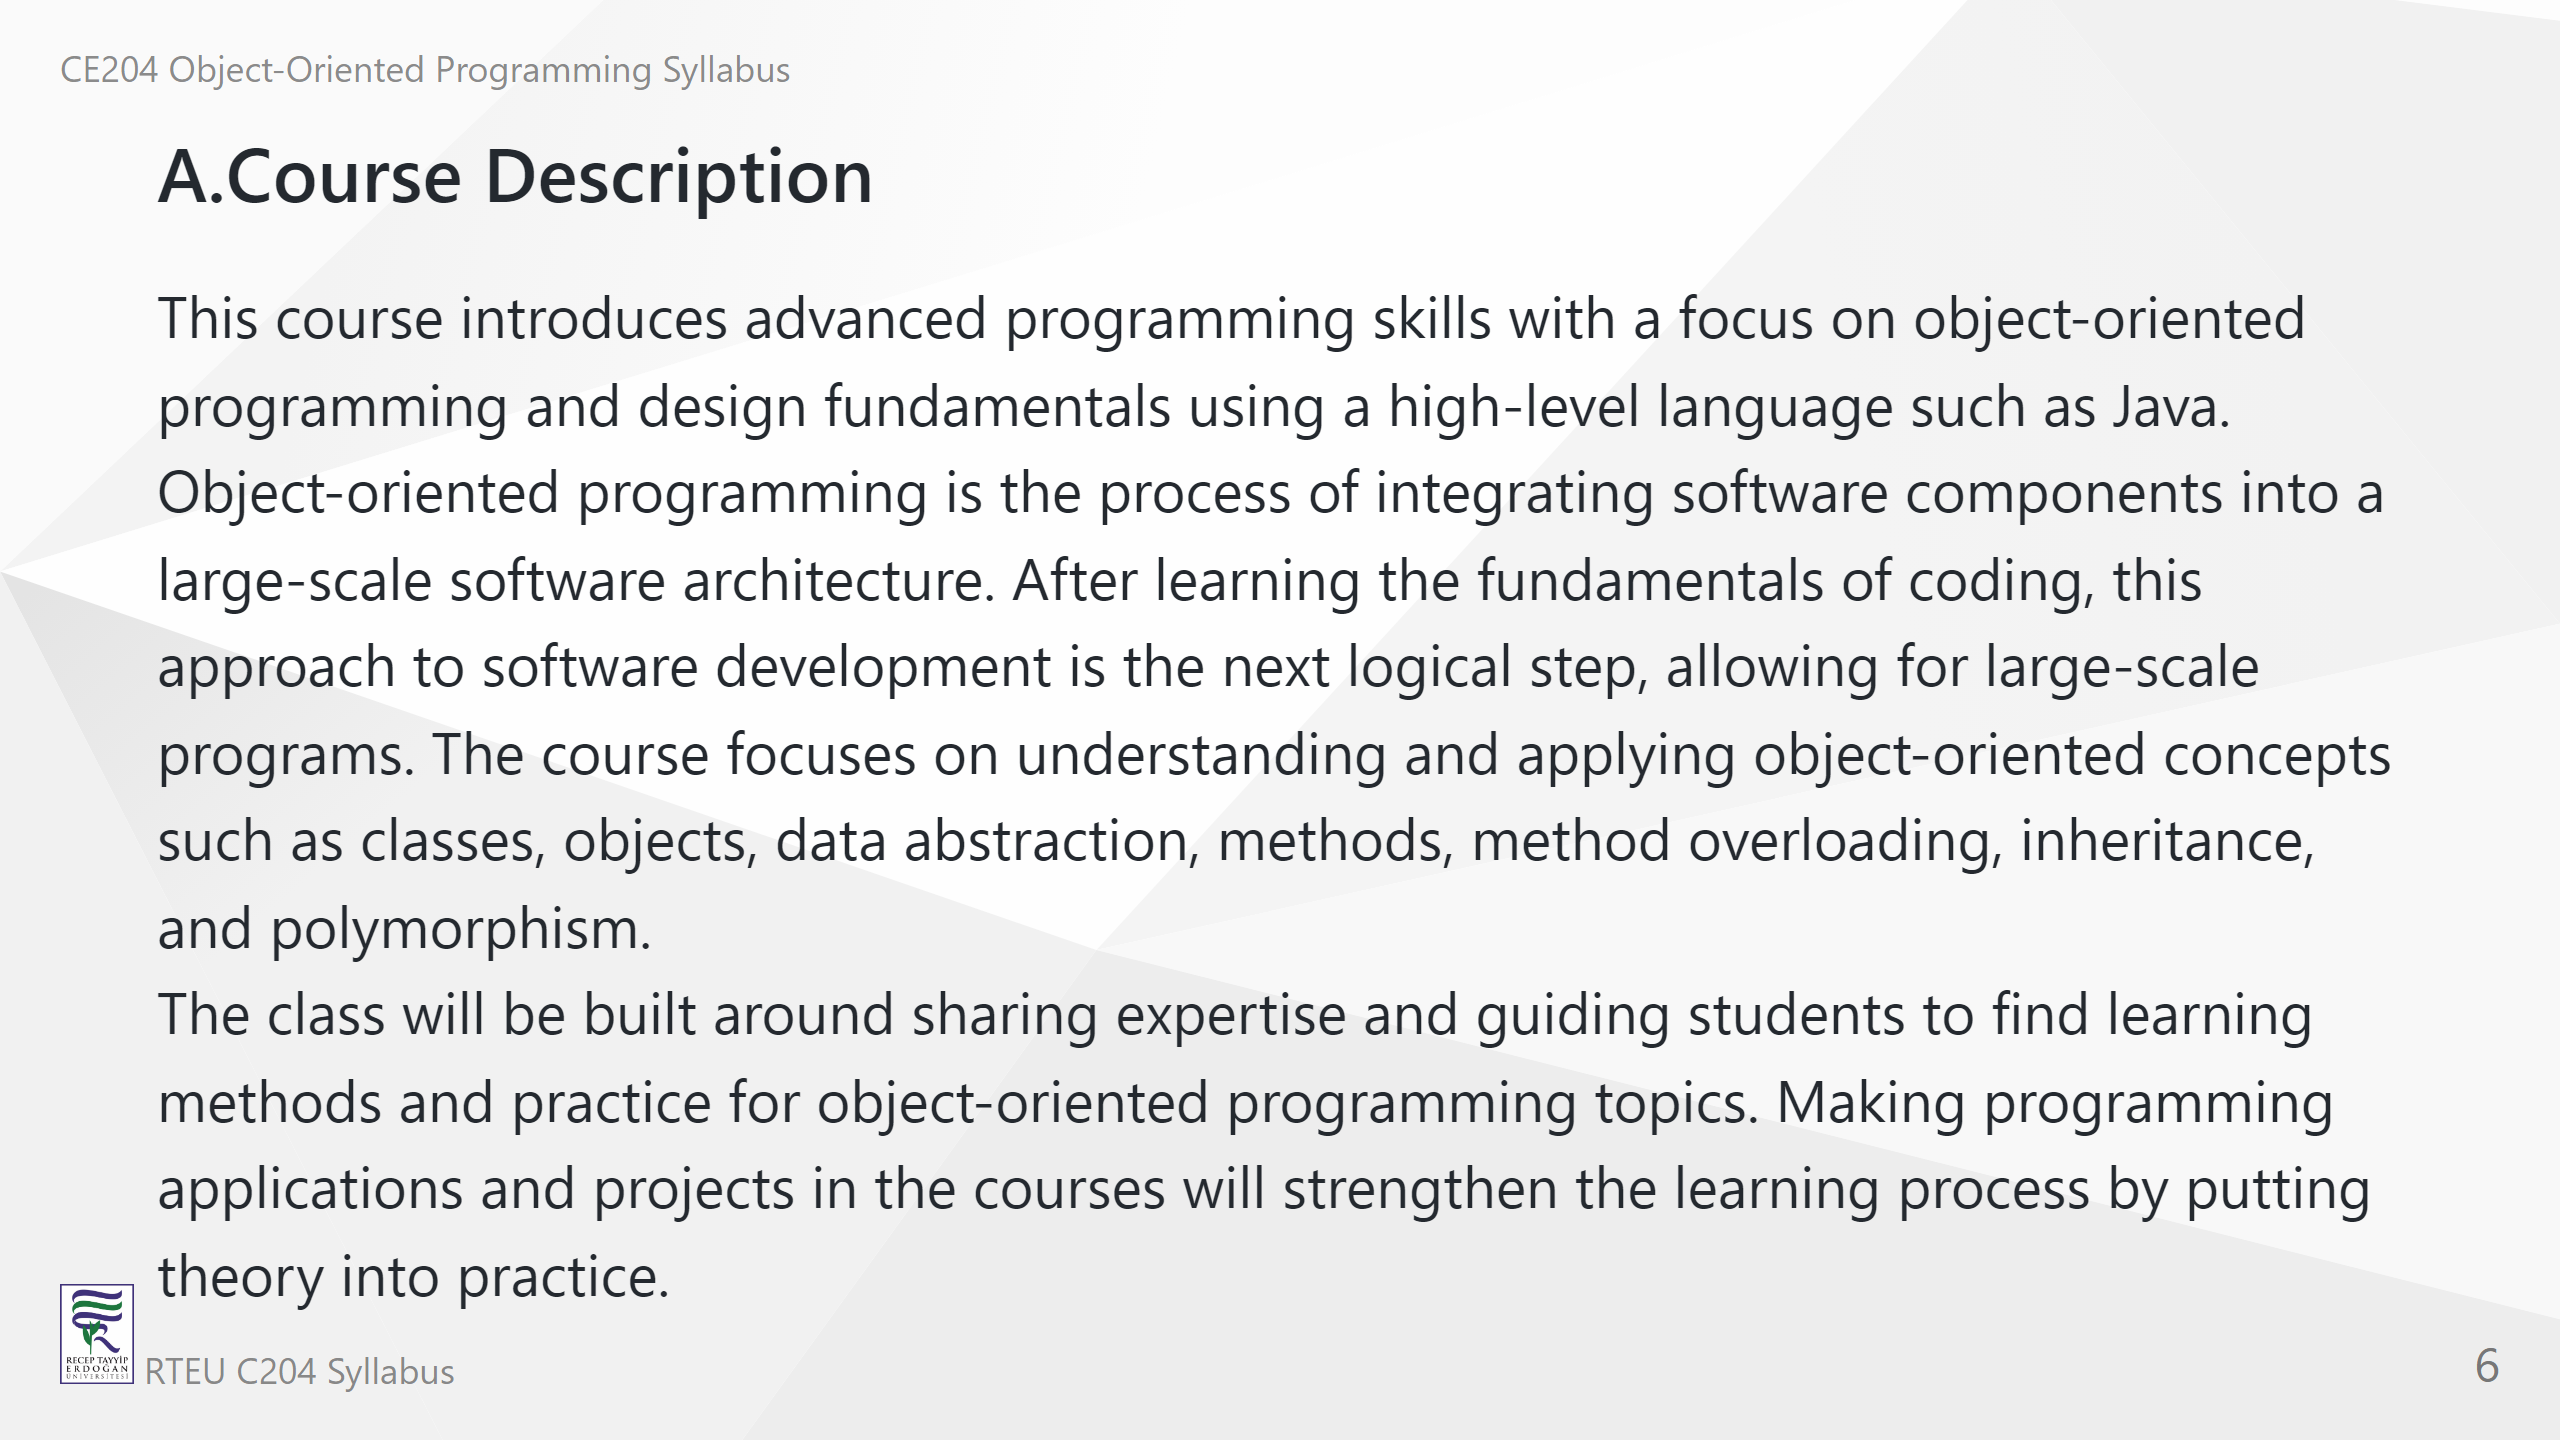 CE204 Object-Oriented Programming Syllabus
A.Course Description
This course introduces advanced programming skills with a focus on object-oriented
programming and design fundamentals using a high-level language such as Java.
Object-oriented programming is the process of integrating software components into a
large-scale software architecture. After learning the fundamentals of coding, this
approach to software development is the next logical step, allowing for large-scale
programs. The course focuses on understanding and applying object-oriented concepts
such as classes, objects, data abstraction, methods, method overloading, inheritance,
and polymorphism.
The class will be built around sharing expertise and guiding students to find learning
methods and practice for object-oriented programming topics. Making programming
applications and projects in the courses will strengthen the learning process by putting
theory into practice.
RECEP TAYYİP
ERDOĞAN
ÜNİVERSİTESİ
RTEU C204 Syllabus
6